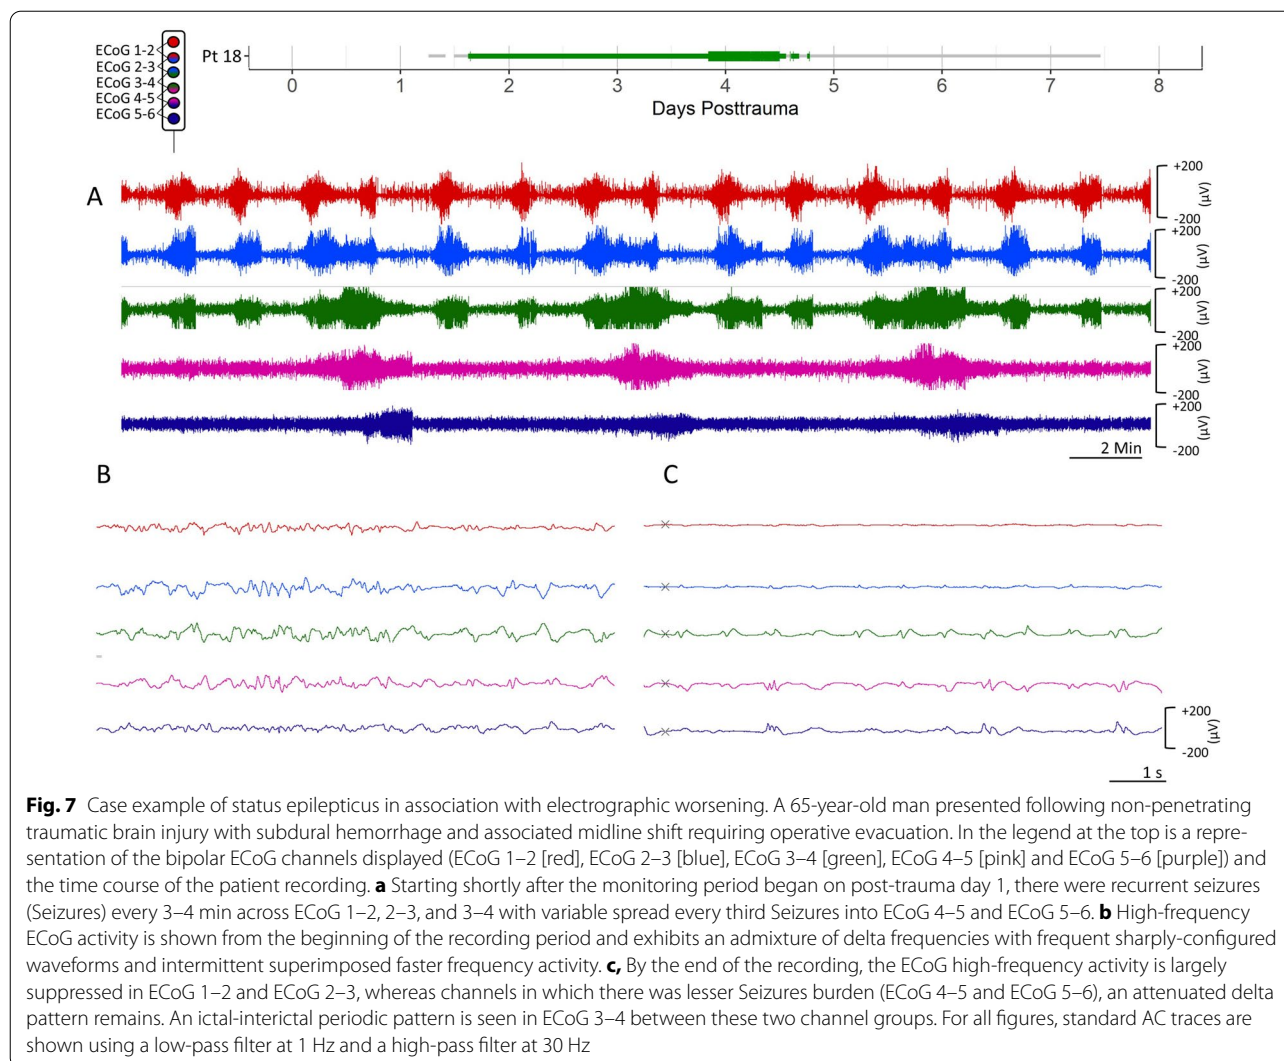 ECoG 1-2
ECoG 2-3
ECoG 3-4
ECoG 4-5
ECoG 5-6
Pt 18
0 1 2 3 4 5 6 7 8
Days Posttrauma
A
+200
(µV)
-200
+200
(µV)
-200
+200
(µV)
-200
+200
(µV)
-200
+200
(µV)
-200
2 Min
B
C
+200
(µV)
-200
1 s
Fig. 7 Case example of status epilepticus in association with electrographic worsening. A 65-year-old man presented following non-penetrating
traumatic brain injury with subdural hemorrhage and associated midline shift requiring operative evacuation. In the legend at the top is a repre-
sentation of the bipolar ECoG channels displayed (ECoG 1–2 [red], ECoG 2–3 [blue], ECoG 3–4 [green], ECoG 4–5 [pink] and ECoG 5–6 [purple]) and
the time course of the patient recording. a Starting shortly after the monitoring period began on post-trauma day 1, there were recurrent seizures
(Seizures) every 3–4 min across ECoG 1–2, 2–3, and 3–4 with variable spread every third Seizures into ECoG 4–5 and ECoG 5–6. b High-frequency
ECoG activity is shown from the beginning of the recording period and exhibits an admixture of delta frequencies with frequent sharply-configured
waveforms and intermittent superimposed faster frequency activity. c, By the end of the recording, the ECoG high-frequency activity is largely
suppressed in ECoG 1–2 and ECoG 2–3, whereas channels in which there was lesser Seizures burden (ECoG 4–5 and ECoG 5–6), an attenuated delta
pattern remains. An ictal-interictal periodic pattern is seen in ECoG 3–4 between these two channel groups. For all figures, standard AC traces are
shown using a low-pass filter at 1 Hz and a high-pass filter at 30 Hz